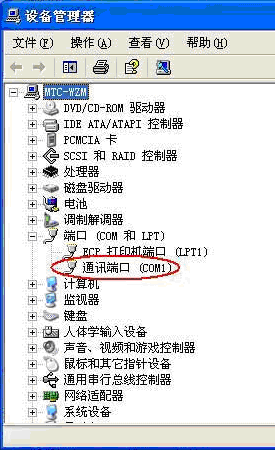 设备管理器
文件(F) 操作(A) 查看(V) 帮助(H)
MTC-WZM
DVD/CD-ROM 驱动器
IDE ATA/ATAPI 控制器
PCMCIA 卡
SCSI 和 RAID 控制器
处理器
磁盘驱动器
电池
调制解调器
端口 (COM 和 LPT)
ECP 打印机端口 (LPT1)
通讯端口 (COM1)
计算机
监视器
键盘
人体学输入设备
声音、视频和游戏控制器
鼠标和其它指针设备
通用串行总线控制器
网络适配器
系统设备